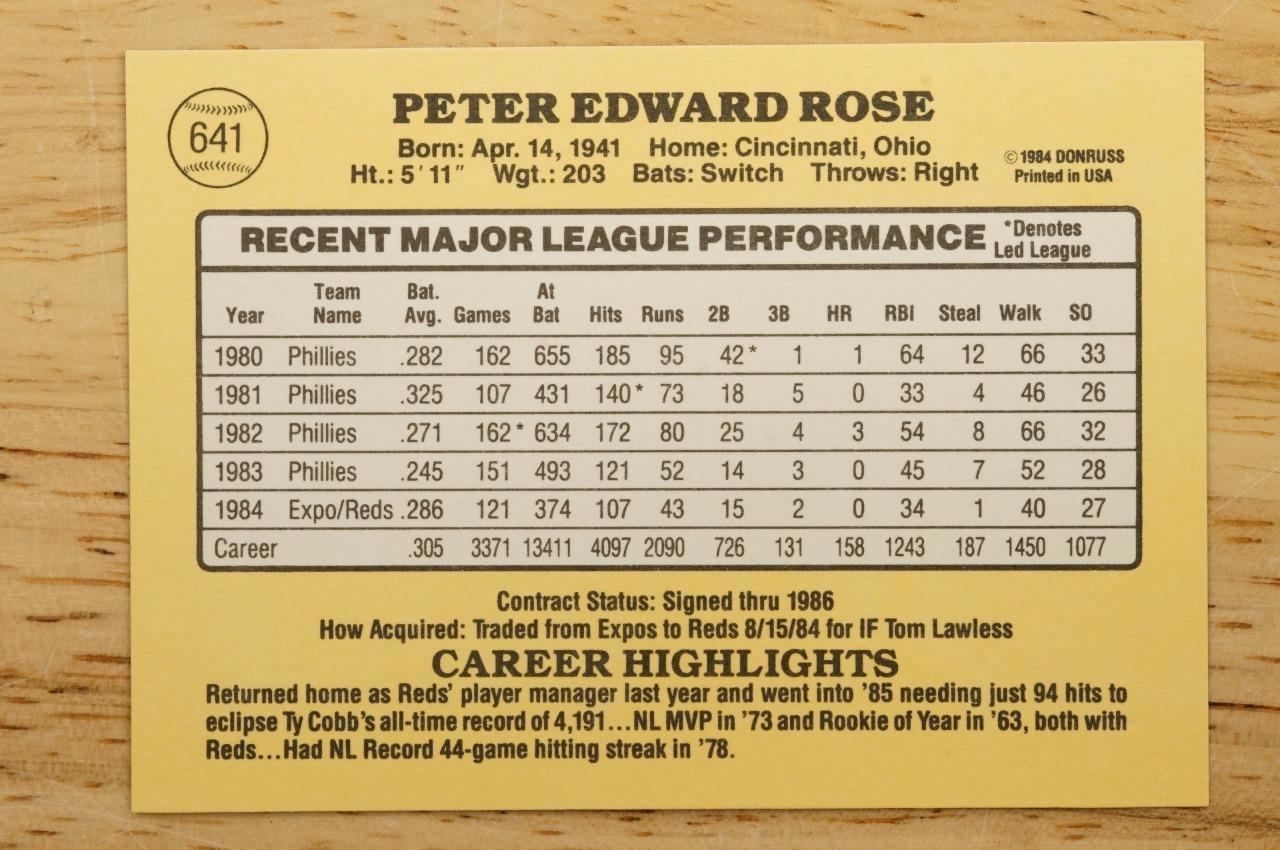 641
PETER EDWARD ROSE
Born: Apr. 14, 1941 Home: Cincinnati, Ohio
Ht.: 5'11" Wgt.: 203 Bats: Switch Throws: Right
©1984 DONRUSS
Printed in USA
RECENT MAJOR LEAGUE PERFORMANCE *Denotes Led League
Year Team Name Bat. Avg. Games At Bat Hits Runs 2B 3B HR RBI Steal Walk SO
1980 Phillies .282 162 655 185 95 42* 1 1 64 12 66 33
1981 Phillies .325 107 431 140* 73 18 5 0 33 4 46 26
1982 Phillies .271 162* 634 172 80 25 4 3 54 8 66 32
1983 Phillies .245 151 493 121 52 14 3 0 45 7 52 28
1984 Expo/Reds .286 121 374 107 43 15 2 0 34 1 40 27
Career .305 3371 13411 4097 2090 726 131 158 1243 187 1450 1077
Contract Status: Signed thru 1986
How Acquired: Traded from Expos to Reds 8/15/84 for IF Tom Lawless
CAREER HIGHLIGHTS
Returned home as Reds' player manager last year and went into '85 needing just 94 hits to
eclipse Ty Cobb's all-time record of 4,191...NL MVP in '73 and Rookie of Year in '63, both with
Reds...Had NL Record 44-game hitting streak in '78.